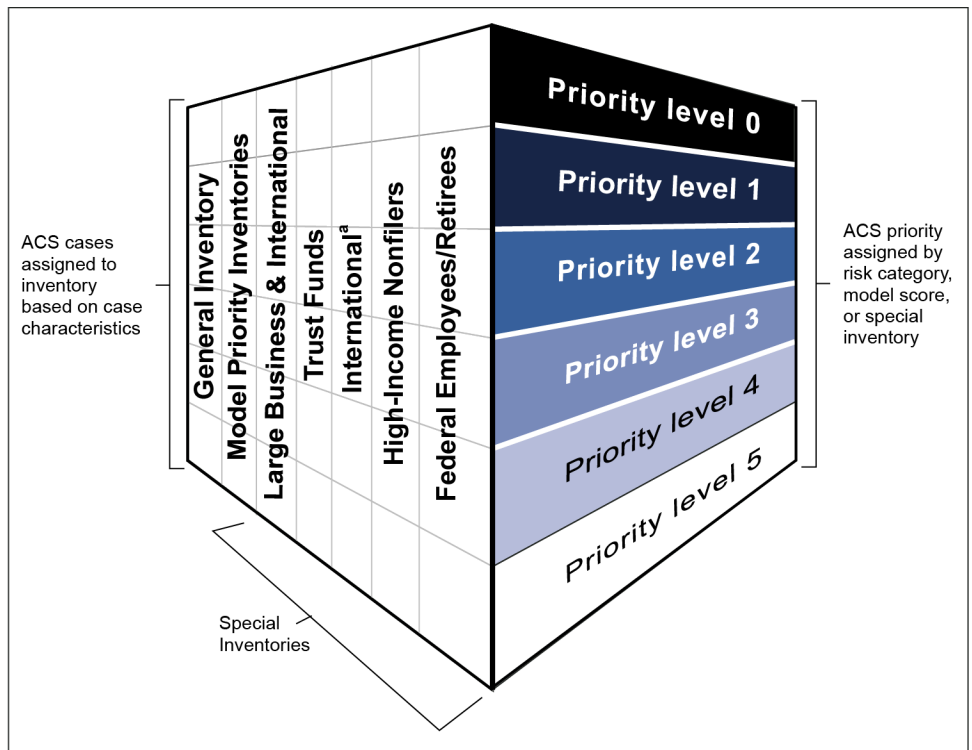 ACS cases
assigned to
inventory
based on case
characteristics
General Inventory
Model Priority Inventories
Large Business & International
Trust Funds
Internationalª
High-Income Nonfilers
Federal Employees/Retirees
Priority level 0
Priority level 1
Priority level 2
Priority level 3
Priority level 4
Priority level 5
ACS priority
assigned by
risk category,
model score,
or special
inventory
Special
Inventories